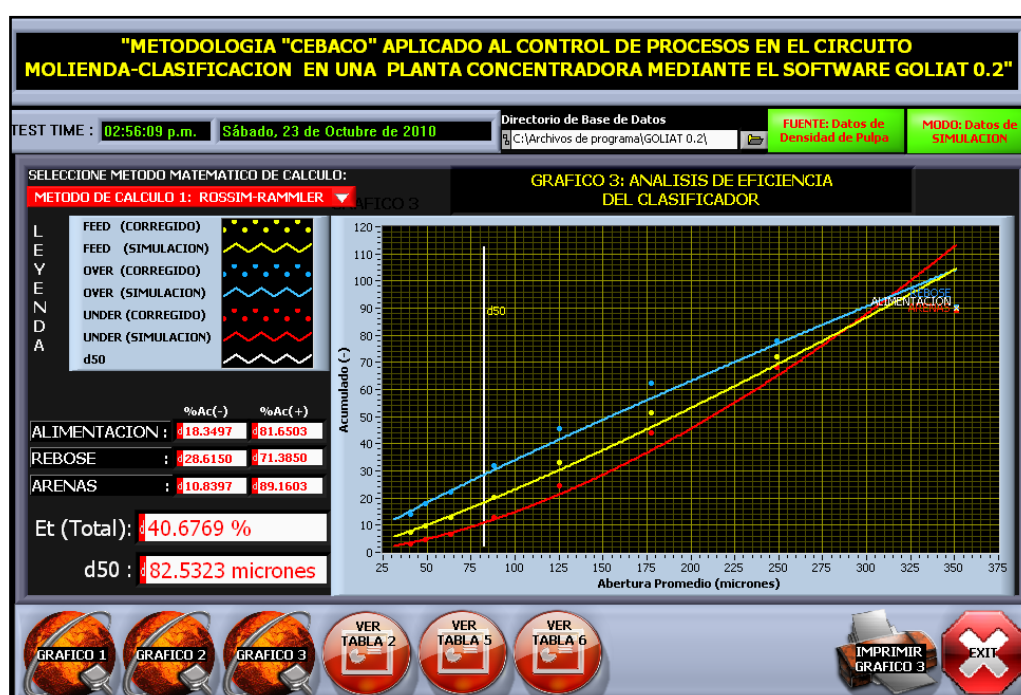 "METODOLOGIA "CEBACO" APLICADO AL CONTROL DE PROCESOS EN EL CIRCUITO
MOLIENDA-CLASIFICACION EN UNA PLANTA CONCENTRADORA MEDIANTE EL SOFTWARE GOLIAT 0.2"
TEST TIME : 02:56:09 p.m. Sábado, 23 de Octubre de 2010
Directorio de Base de Datos
C:\Archivos de programa\GOLIAT 0.2\
FUENTE: Datos de
Densidad de Pulpa
MODO: Datos de
SIMULACION
SELECCIONE METODO MATEMATICO DE CALCULO:
METODO DE CALCULO 1: ROSSIM-RAMMLER
AFICO 3
GRAFICO 3: ANALISIS DE EFICIENCIA
DEL CLASIFICADOR
LEYENDA
FEED (CORREGIDO)
FEED (SIMULACION)
OVER (CORREGIDO)
OVER (SIMULACION)
UNDER (CORREGIDO)
UNDER (SIMULACION)
d50
%Ac(-) %Ac(+)
ALIMENTACION : d 18.3497 d 81.6503
REBOSE : d 28.6150 d 71.3850
ARENAS : d 10.8397 d 89.1603
Et (Total): d 40.6769 %
d50 : d 82.5323 micrones
Acumulado (-)
120
110
100
90
80
70
60
50
40
30
20
10
0
d50
REBOSE
ALIMENTACION
ARENAS
25 50 75 100 125 150 175 200 225 250 275 300 325 350 375
Abertura Promedio (micrones)
GRAFICO 1
GRAFICO 2
GRAFICO 3
VER
TABLA 2
VER
TABLA 5
VER
TABLA 6
IMPRIMIR
GRAFICO 3
EXIT